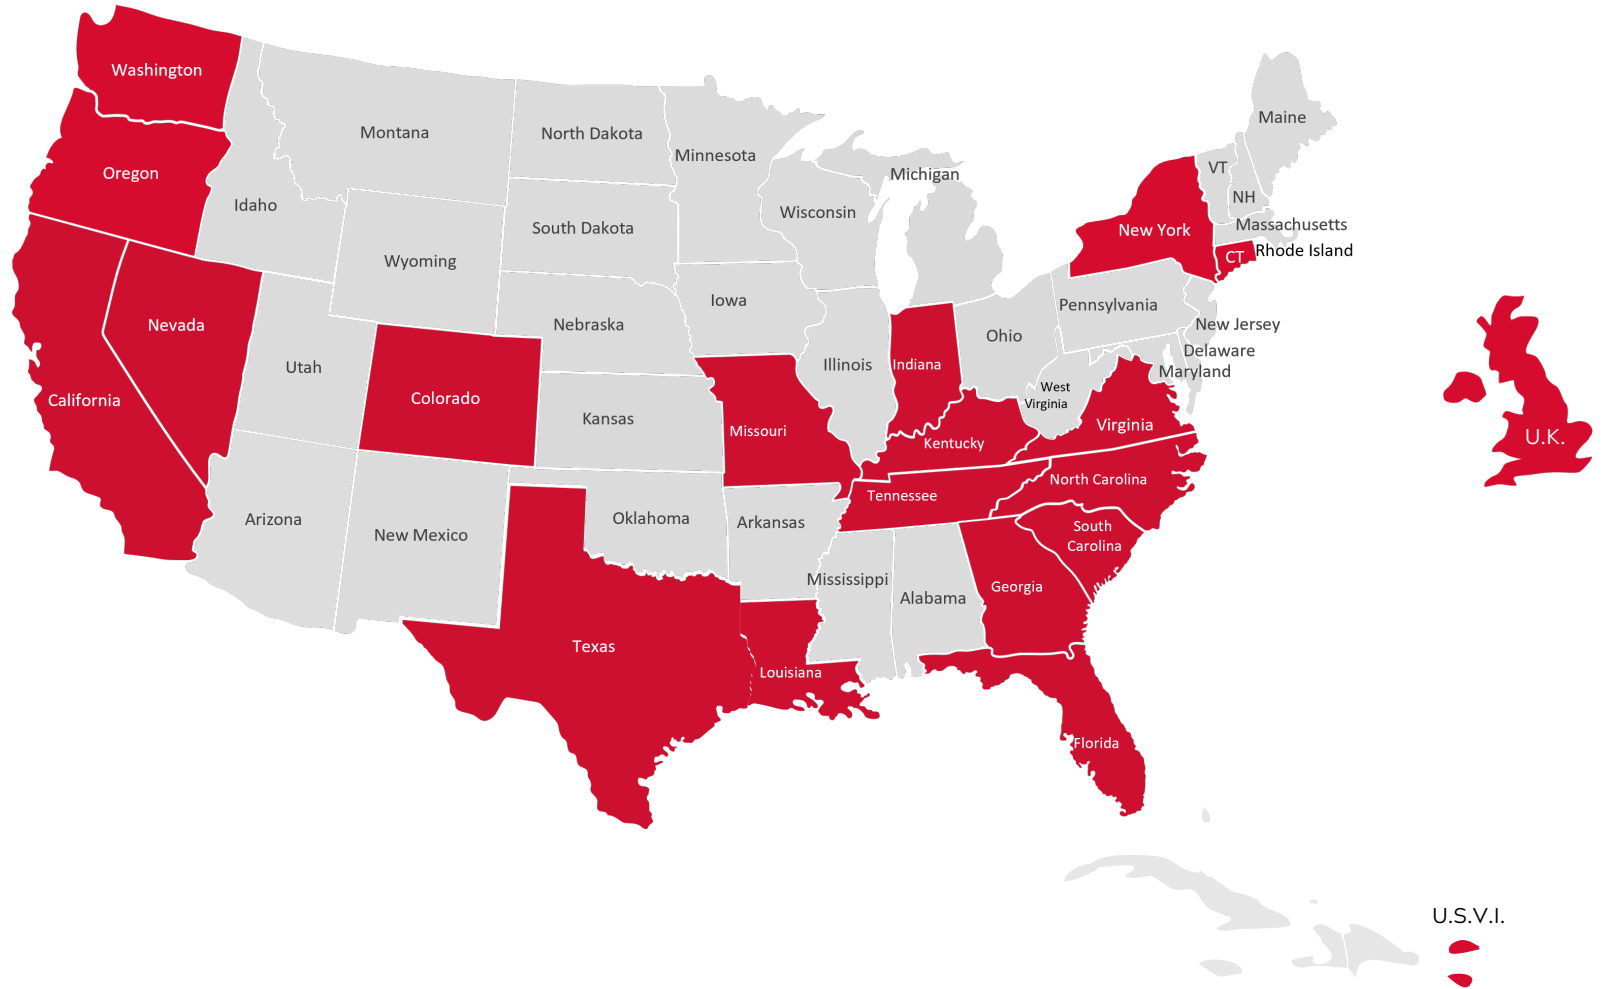 Washington
Montana
North Dakota
Minnesota
Maine
Oregon
Idaho
South Dakota
Wisconsin
Michigan
VT
NH
Massachusetts
New York
CT
Rhode Island
Wyoming
Iowa
Pennsylvania
Nevada
Nebraska
Ohio
New Jersey
Delaware
Maryland
Utah
Illinois
Indiana
West
Virginia
California
Colorado
Kansas
Missouri
Kentucky
Virginia
U.K.
Tennessee
North Carolina
Arizona
New Mexico
Oklahoma
Arkansas
South
Carolina
Mississippi
Alabama
Georgia
Texas
Louisiana
Florida
U.S.V.I.